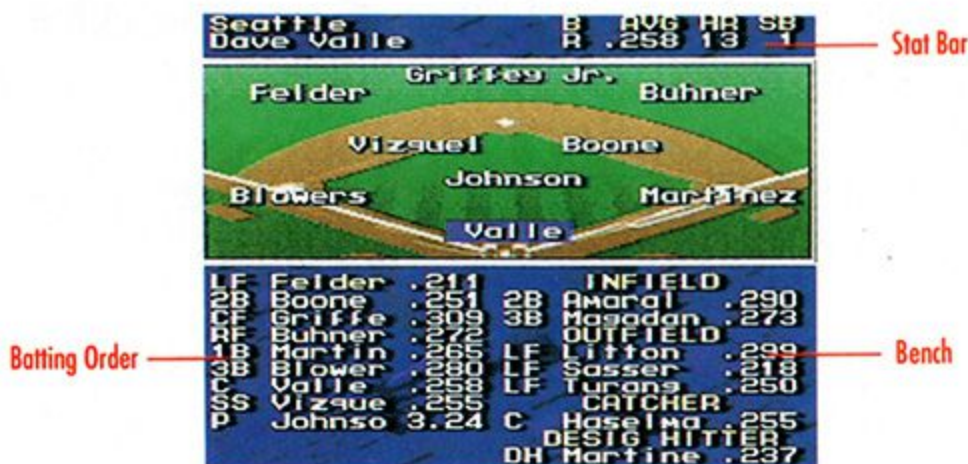 Seattle B AVG HR SB
Dave Valle R .258 13 1
Stat Bar
Griffey Jr.
Felder Buhner
Vizquel Boone
Johnson
Blowers Martinez
Valle
LF Felder .211 INFIELD
2B Boone .251 2B Amaral .290
CF Griffe .309 3B Magadan .273
RF Buhner .272 OUTFIELD
Batting Order
1B Martin .265 LF Litton .299
Bench
3B Blower .280 LF Sasser .218
C Valle .258 LF Turang .250
SS Vizque .255 CATCHER
P Johnso 3.24 C Haselma .255
DESIG HITTER
DH Martine .237